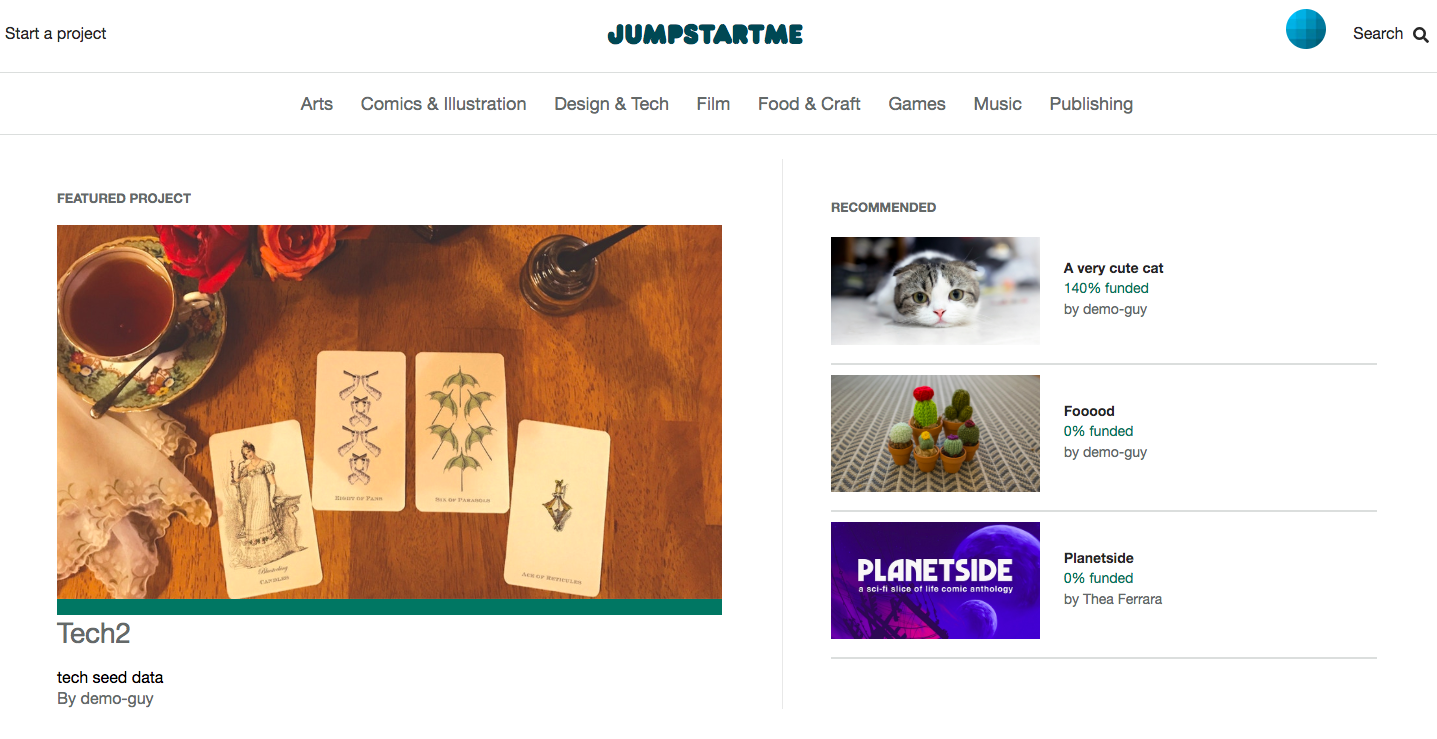 Start a project
JUMPSTARTME
Search
Arts Comics & Illustration Design & Tech Film Food & Craft Games Music Publishing
FEATURED PROJECT
EIGHT OF FANS
SIX OF PARASOLS
CANDLES
ACE OF RETICULES
Tech2
tech seed data
By demo-guy
RECOMMENDED
A very cute cat
140% funded
by demo-guy
Fooood
0% funded
by demo-guy
PLANETSIDE
a sci-fi slice of life comic anthology
Planetside
0% funded
by Thea Ferrara